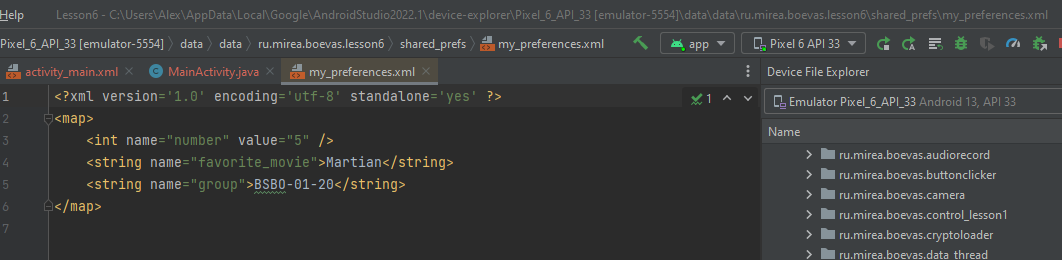 Help Lesson6 - C:\Users\Alex\AppData\Local\Google\AndroidStudio2022.1\device-explorer\Pixel_6_API_33 [emulator-5554]\data\data\ru.mirea.boevas.lesson6\shared_prefs\my_preferences.xml
Pixel_6_API_33 [emulator-5554] data data ru.mirea.boevas.lesson6 shared_prefs my_preferences.xml app Pixel 6 API 33
activity_main.xml MainActivity.java my_preferences.xml
Device File Explorer
1 <?xml version='1.0' encoding='utf-8' standalone='yes' ?> 1
2 <map>
3 <int name="number" value="5" />
4 <string name="favorite_movie">Martian</string>
5 <string name="group">BSBO-01-20</string>
6 </map>
7
Emulator Pixel_6_API_33 Android 13, API 33
Name
ru.mirea.boevas.audiorecord
ru.mirea.boevas.buttonclicker
ru.mirea.boevas.camera
ru.mirea.boevas.control_lesson1
ru.mirea.boevas.cryptoloader
ru.mirea.boevas.data_thread